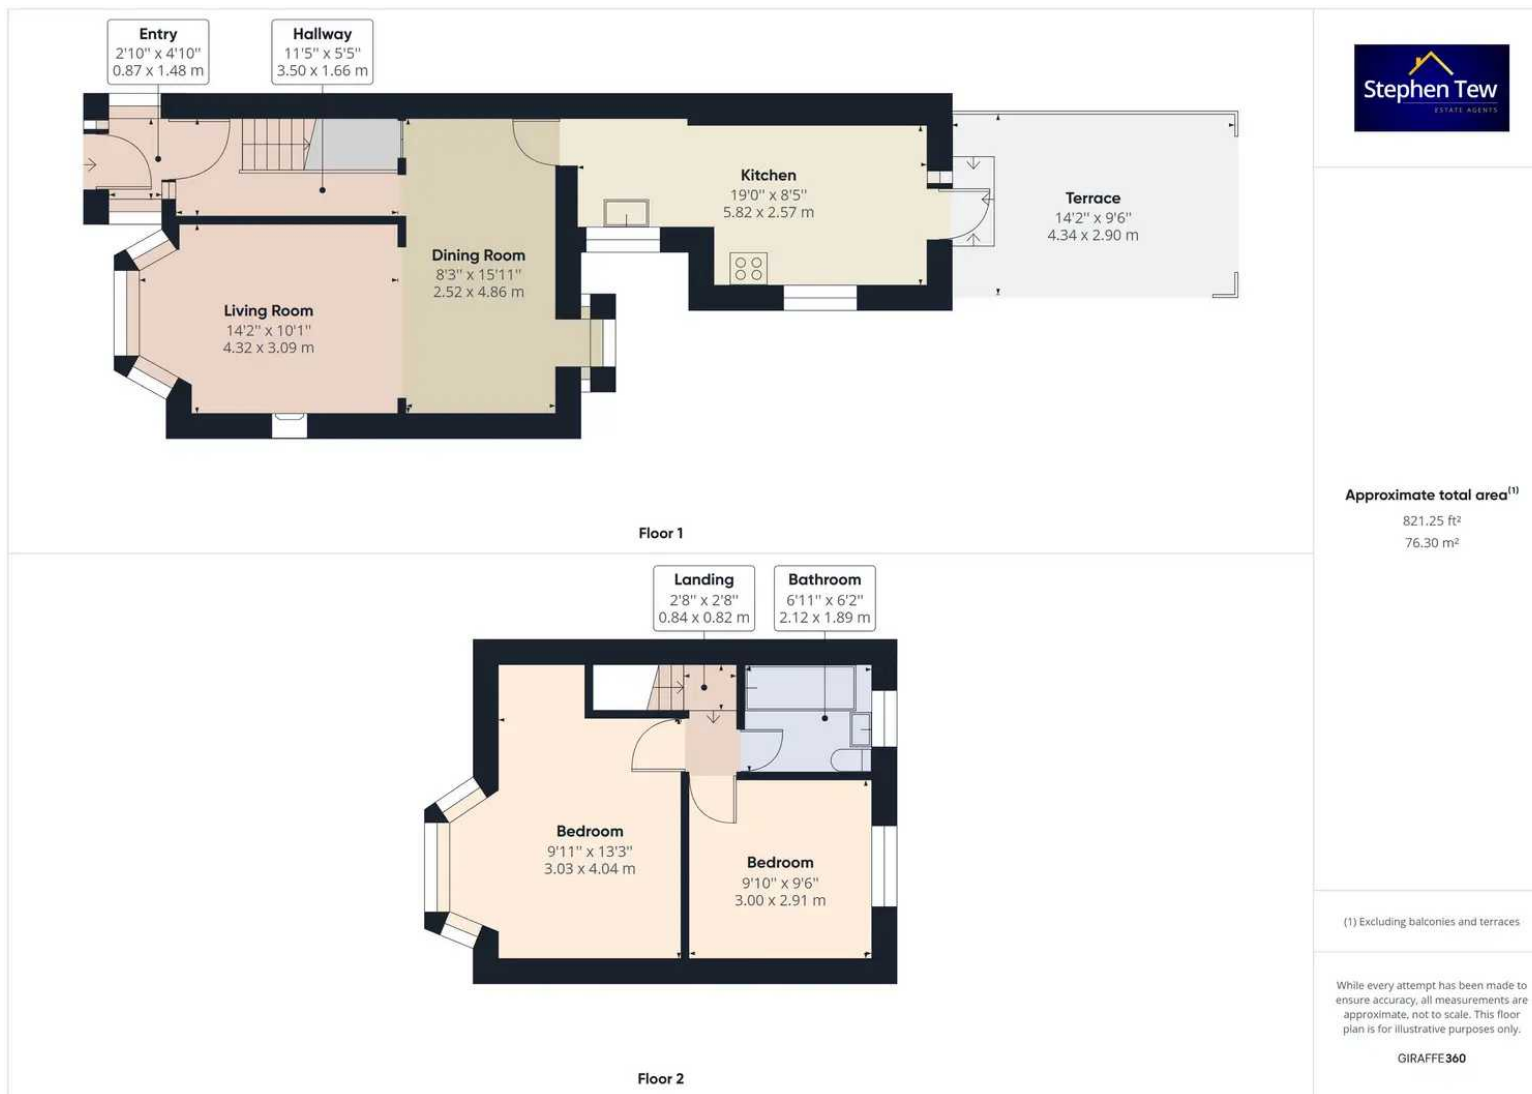 Entry
2'10'' x 4'10''
0.87 x 1.48 m
Hallway
11'5'' x 5'5''
3.50 x 1.66 m
Kitchen
19'0'' x 8'5''
5.82 x 2.57 m
Terrace
14'2'' x 9'6''
4.34 x 2.90 m
Dining Room
8'3'' x 15'11''
2.52 x 4.86 m
Living Room
14'2'' x 10'1''
4.32 x 3.09 m
Floor 1
Landing
2'8'' x 2'8''
0.84 x 0.82 m
Bathroom
6'11'' x 6'2''
2.12 x 1.89 m
Bedroom
9'11'' x 13'3''
3.03 x 4.04 m
Bedroom
9'10'' x 9'6''
3.00 x 2.91 m
Floor 2
Stephen Tew
ESTATE AGENTS
Approximate total area(1)
821.25 ft²
76.30 m²
(1) Excluding balconies and terraces
While every attempt has been made to
ensure accuracy, all measurements are
approximate, not to scale. This floor
plan is for illustrative purposes only.
GIRAFFE360